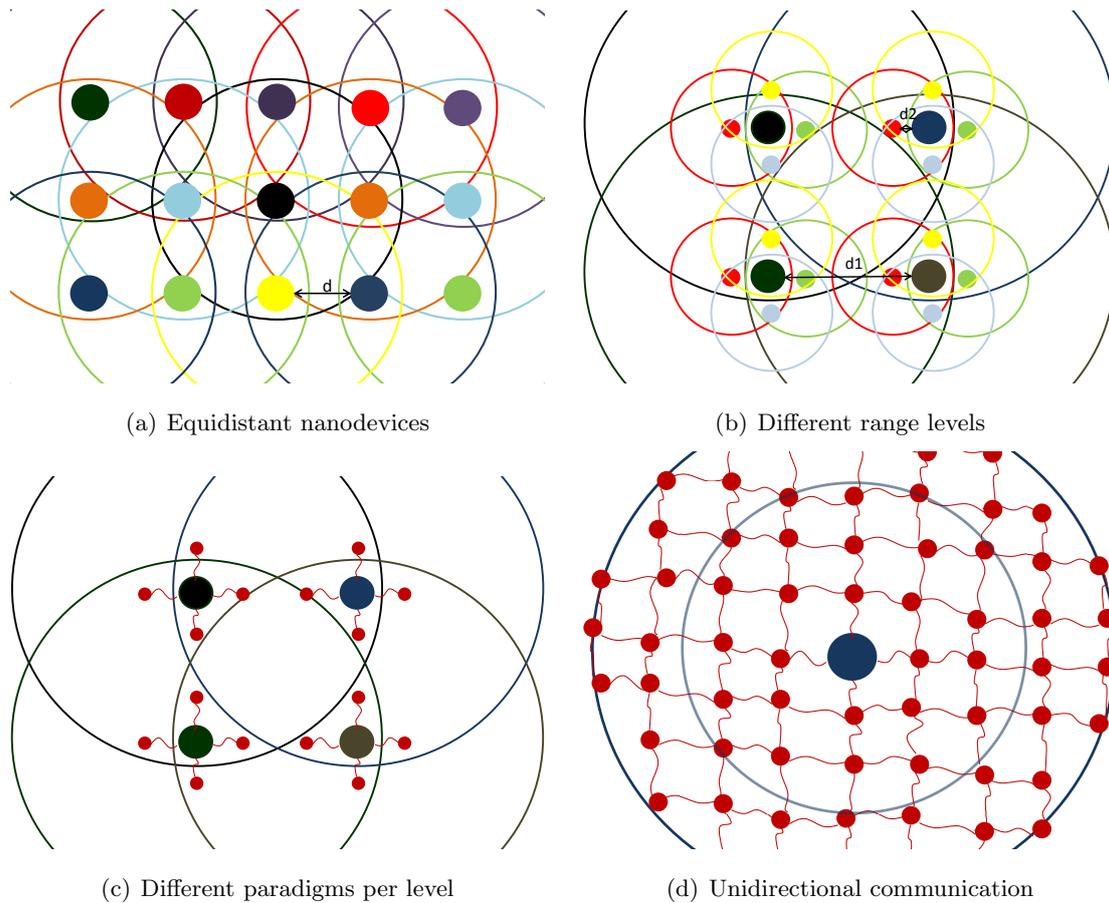 d
d2
d1
(a) Equidistant nanodevices
(b) Different range levels
(c) Different paradigms per level
(d) Unidirectional communication